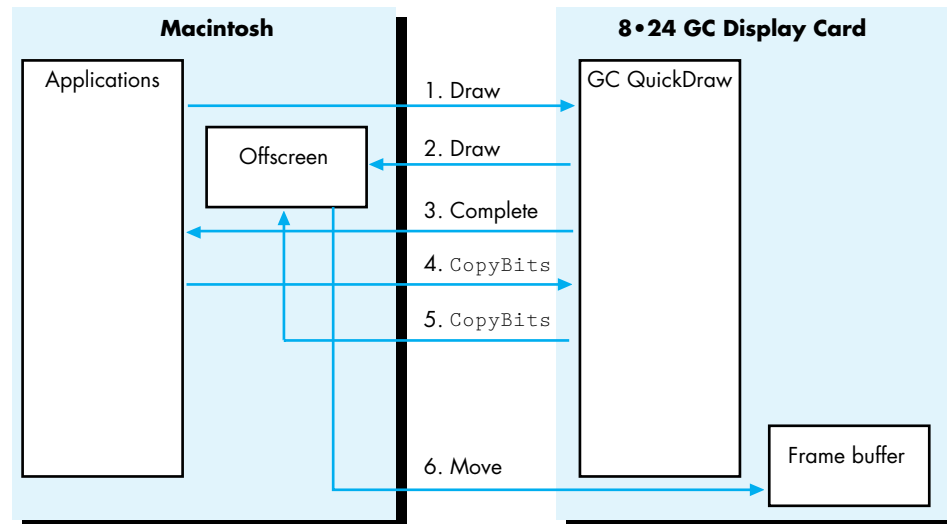 Macintosh
8•24 GC Display Card
Applications
GC QuickDraw
1. Draw
Offscreen
2. Draw
3. Complete
4. CopyBits
5. CopyBits
6. Move
Frame buffer